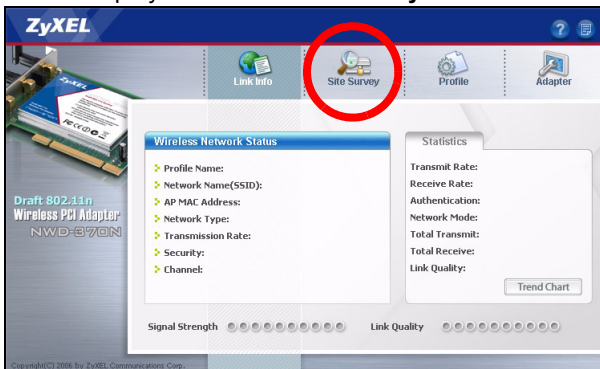 ZyXEL
Link Info
Site Survey
Profile
Adapter
ZyXEL
Draft 802.11n
Wireless PCI Adapter
NWD-370N
Wireless Network Status
Profile Name:
Network Name(SSID):
AP MAC Address:
Network Type:
Transmission Rate:
Security:
Channel:
Statistics
Transmit Rate:
Receive Rate:
Authentication:
Network Mode:
Total Transmit:
Total Receive:
Link Quality:
Trend Chart
Signal Strength
Link Quality
Copyright(C) 2006 by ZyXEL Communications Corp.